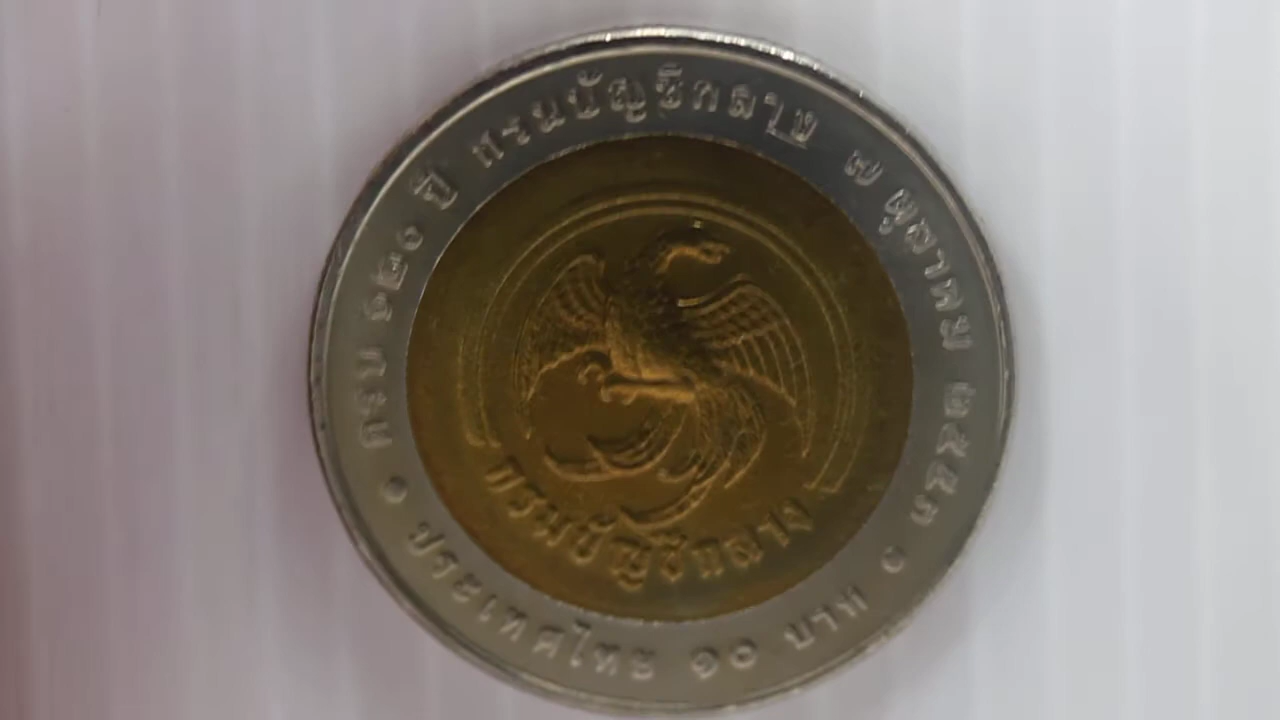 ครบ ๑๒๐ ปี กรมบัญชีกลาง ๗ ตุลาคม ๒๕๕๓
กรมบัญชีกลาง
ประเทศไทย ๑๐ บาท